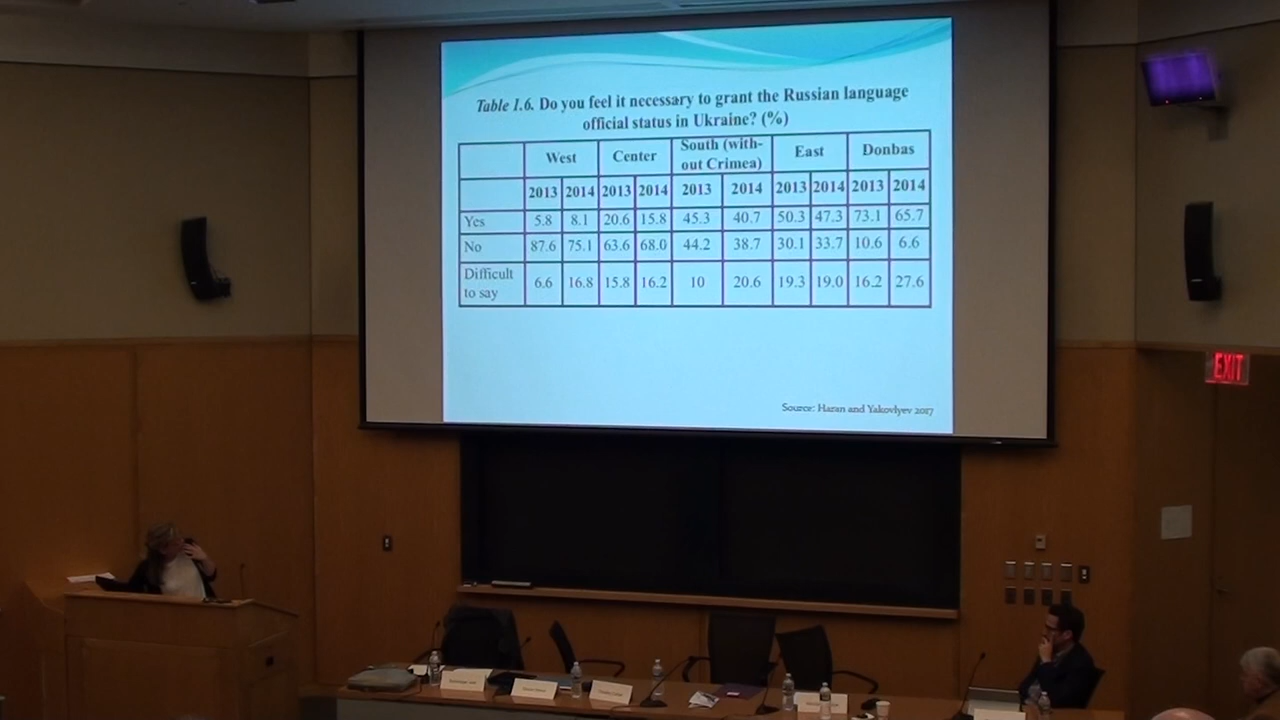 Table 1.6. Do you feel it necessary to grant the Russian language
official status in Ukraine? (%)
West Center South (with-
out Crimea) East Donbas
2013 2014 2013 2014 2013 2014 2013 2014 2013 2014
Yes 5.8 8.1 20.6 15.8 45.3 40.7 50.3 47.3 73.1 65.7
No 87.6 75.1 63.6 68.0 44.2 38.7 30.1 33.7 10.6 6.6
Difficult
to say 6.6 16.8 15.8 16.2 10 20.6 19.3 19.0 16.2 27.6
Source: Haran and Yakovlyev 2017
EXIT